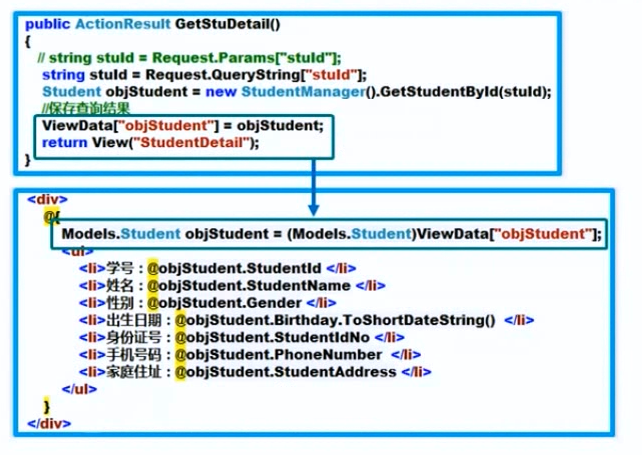 public ActionResult GetStuDetail()
{
// string stuId = Request.Params["stuId"];
string stuId = Request.QueryString["stuId"];
Student objStudent = new StudentManager().GetStudentById(stuId);
//保存查询结果
ViewData["objStudent"] = objStudent;
return View("StudentDetail");
}
<div>
@{
Models.Student objStudent = (Models.Student)ViewData["objStudent"];
<ul>
<li>学号：@objStudent.StudentId </li>
<li>姓名：@objStudent.StudentName </li>
<li>性别：@objStudent.Gender </li>
<li>出生日期：@objStudent.Birthday.ToShortDateString() </li>
<li>身份证号：@objStudent.StudentIdNo </li>
<li>手机号码：@objStudent.PhoneNumber </li>
<li>家庭住址：@objStudent.StudentAddress </li>
</ul>
}
</div>